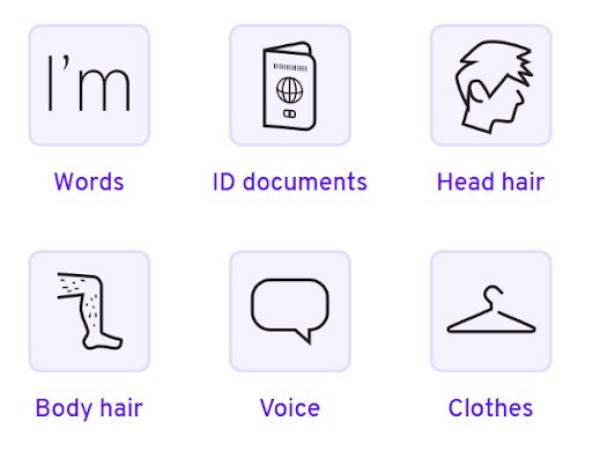 I'm
Words
ID documents
Head hair
Body hair
Voice
Clothes